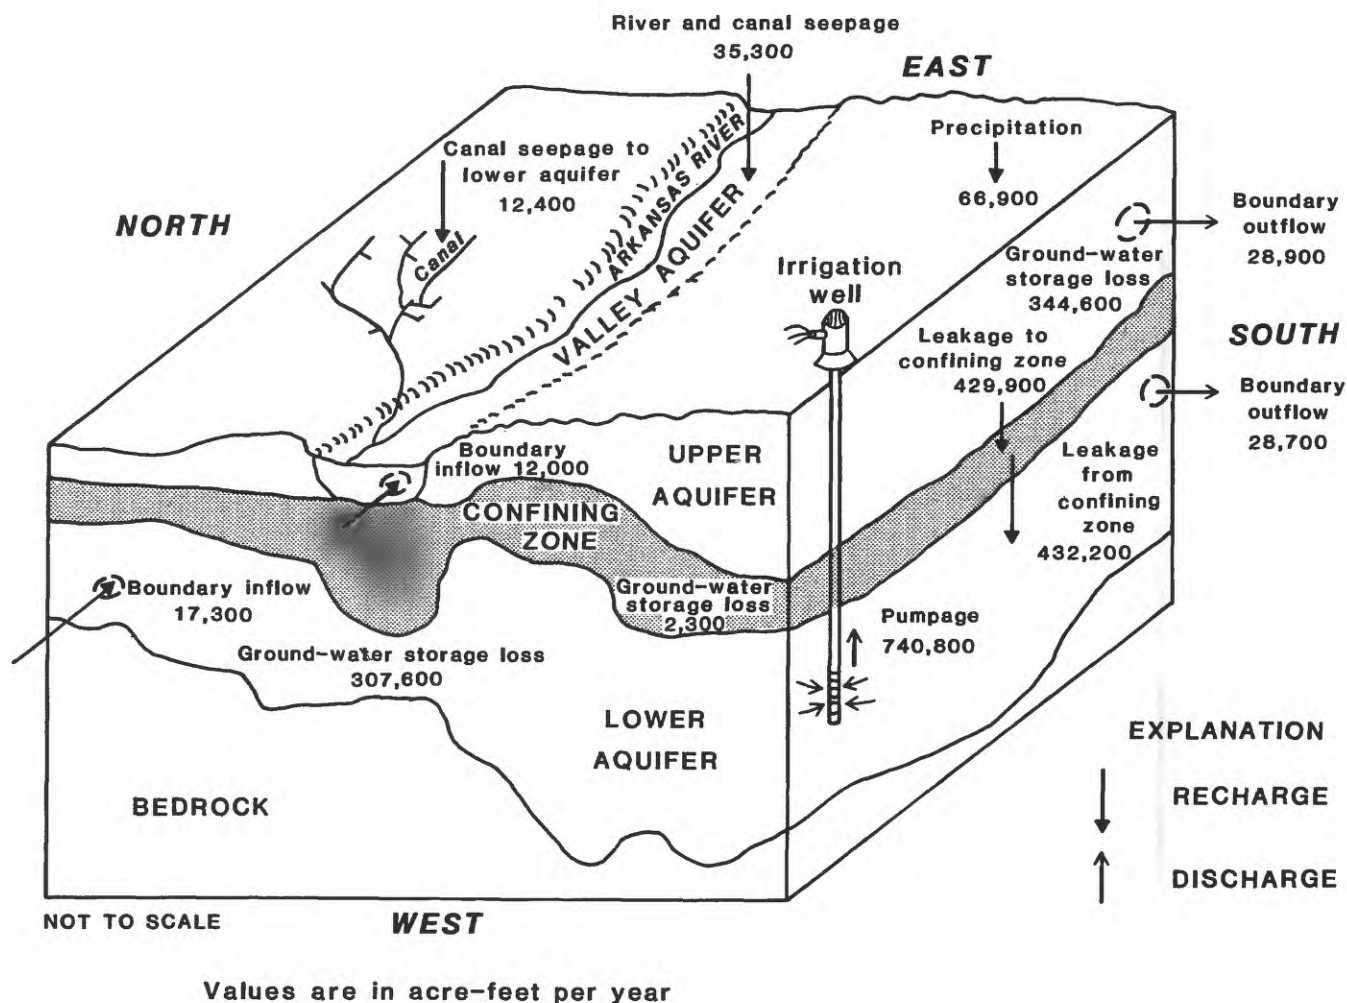 River and canal seepage
35,300
EAST
Canal seepage to
lower aquifer
12,400
Precipitation
66,900
NORTH
Canal
ARKANSAS RIVER
VALLEY AQUIFER
Boundary
outflow
28,900
Ground-water
storage loss
344,600
Irrigation
well
Leakage to
confining zone
429,900
SOUTH
Boundary
outflow
28,700
Boundary
inflow 12,000
UPPER
AQUIFER
Leakage
from
confining
zone
432,200
CONFINING
ZONE
Boundary inflow
17,300
Ground-water
storage loss
2,300
Pumpage
740,800
Ground-water storage loss
307,600
LOWER
AQUIFER
BEDROCK
EXPLANATION
RECHARGE
DISCHARGE
NOT TO SCALE
WEST
Values are in acre-feet per year